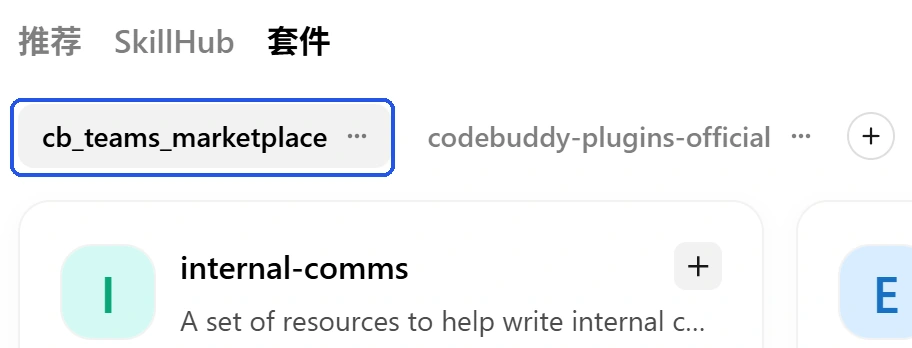 推荐 SkillHub 套件
cb_teams_marketplace ··· codebuddy-plugins-official ··· +
I internal-comms + E
A set of resources to help write internal c...